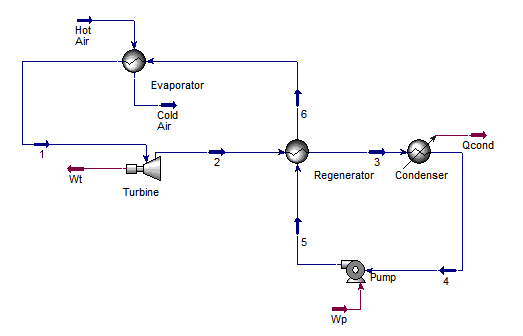 Hot
Air
Evaporator
Cold
Air
6
1
2
3
Qcond
Wt
Turbine
Regenerator
Condenser
5
Pump
4
Wp